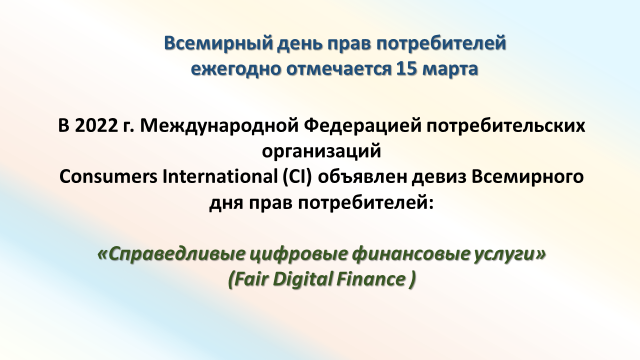 Всемирный день прав потребителей
ежегодно отмечается 15 марта
В 2022 г. Международной Федерацией потребительских
организаций
Consumers International (CI) объявлен девиз Всемирного
дня прав потребителей:
«Справедливые цифровые финансовые услуги»
(Fair Digital Finance )